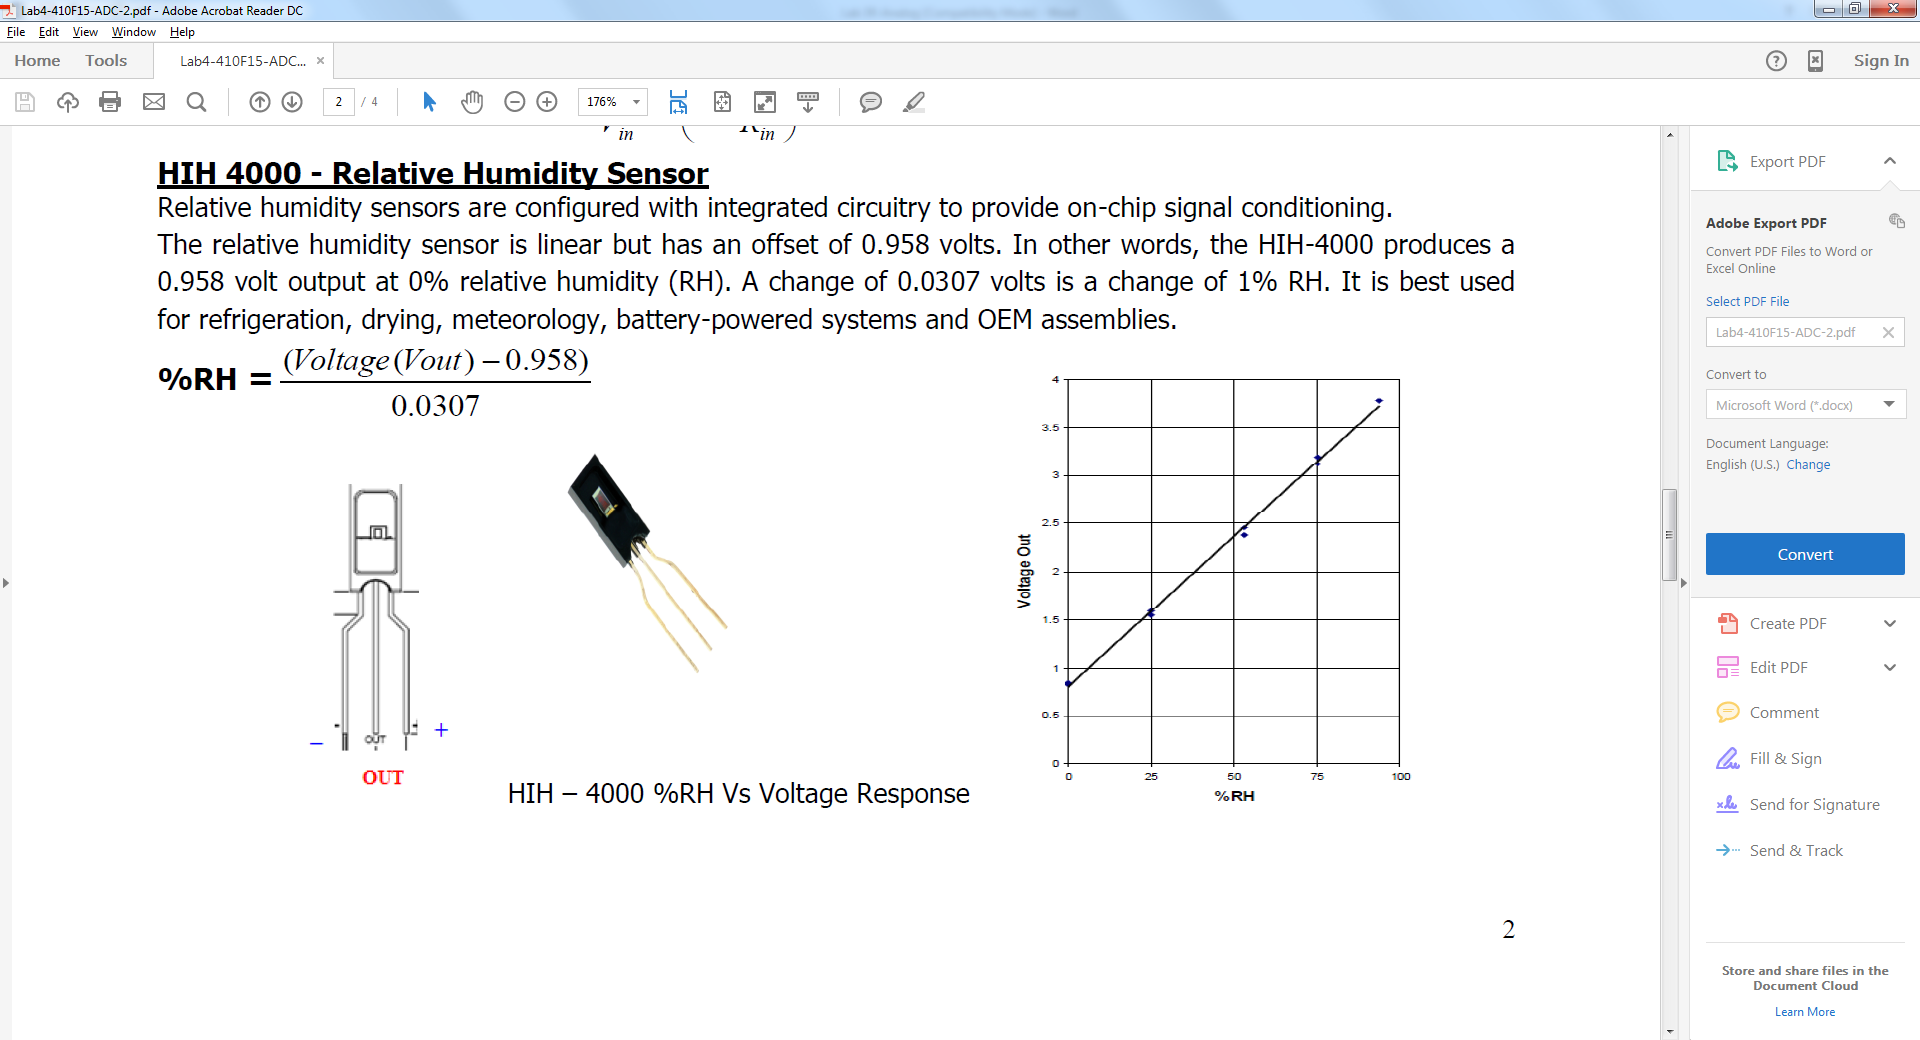 Lab4-410F15-ADC-2.pdf - Adobe Acrobat Reader DC
File Edit View Window Help
Home Tools Lab4-410F15-ADC... × Sign In
2 / 4 176%
in in
HIH 4000 - Relative Humidity Sensor
Relative humidity sensors are configured with integrated circuitry to provide on-chip signal conditioning.
The relative humidity sensor is linear but has an offset of 0.958 volts. In other words, the HIH-4000 produces a
0.958 volt output at 0% relative humidity (RH). A change of 0.0307 volts is a change of 1% RH. It is best used
for refrigeration, drying, meteorology, battery-powered systems and OEM assemblies.
%RH = (Voltage(Vout) – 0.958)
0.0307
– OUT +
OUT
HIH – 4000 %RH Vs Voltage Response
4
3.5
3
2.5
2
1.5
1
0.5
0
Voltage Out
0 25 50 75 100
%RH
2
Export PDF
Adobe Export PDF
Convert PDF Files to Word or
Excel Online
Select PDF File
Lab4-410F15-ADC-2.pdf
Convert to
Microsoft Word (*.docx)
Document Language:
English (U.S.) Change
Convert
Create PDF
Edit PDF
Comment
Fill & Sign
Send for Signature
Send & Track
Store and share files in the
Document Cloud
Learn More